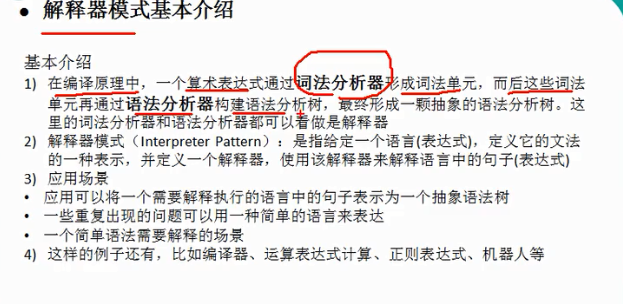 ● 解释器模式基本介绍
基本介绍
1) 在编译原理中，一个算术表达式通过词法分析器形成词法单元，而后这些词法
单元再通过语法分析器构建语法分析树，最终形成一颗抽象的语法分析树。这
里的词法分析器和语法分析器都可以看做是解释器
2) 解释器模式（Interpreter Pattern）：是指给定一个语言(表达式)，定义它的文法
的一种表示，并定义一个解释器，使用该解释器来解释语言中的句子(表达式)
3) 应用场景
• 应用可以将一个需要解释执行的语言中的句子表示为一个抽象语法树
• 一些重复出现的问题可以用一种简单的语言来表达
• 一个简单语法需要解释的场景
4) 这样的例子还有，比如编译器、运算表达式计算、正则表达式、机器人等